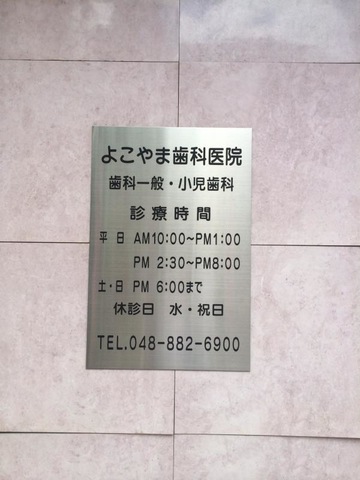 よこやま歯科医院
歯科一般・小児歯科
診療時間
平日 AM10:00~PM1:00
PM 2:30~PM8:00
土・日 PM 6:00まで
休診日 水・祝日
TEL.048-882-6900